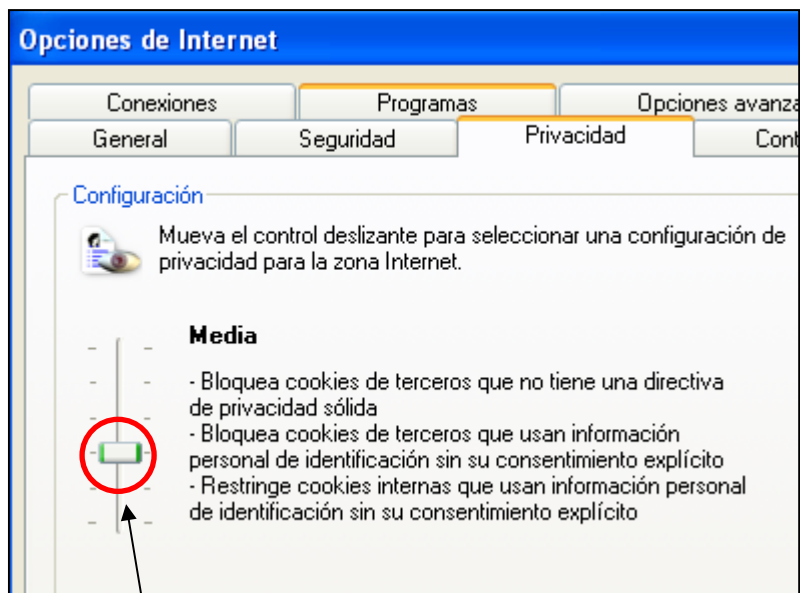 Opciones de Internet
Conexiones Programas Opciones avanza
General Seguridad Privacidad Cont
Configuración
Mueva el control deslizante para seleccionar una configuración de
privacidad para la zona Internet.
Media
- Bloquea cookies de terceros que no tiene una directiva
de privacidad sólida
- Bloquea cookies de terceros que usan información
personal de identificación sin su consentimiento explícito
- Restringe cookies internas que usan información personal
de identificación sin su consentimiento explícito